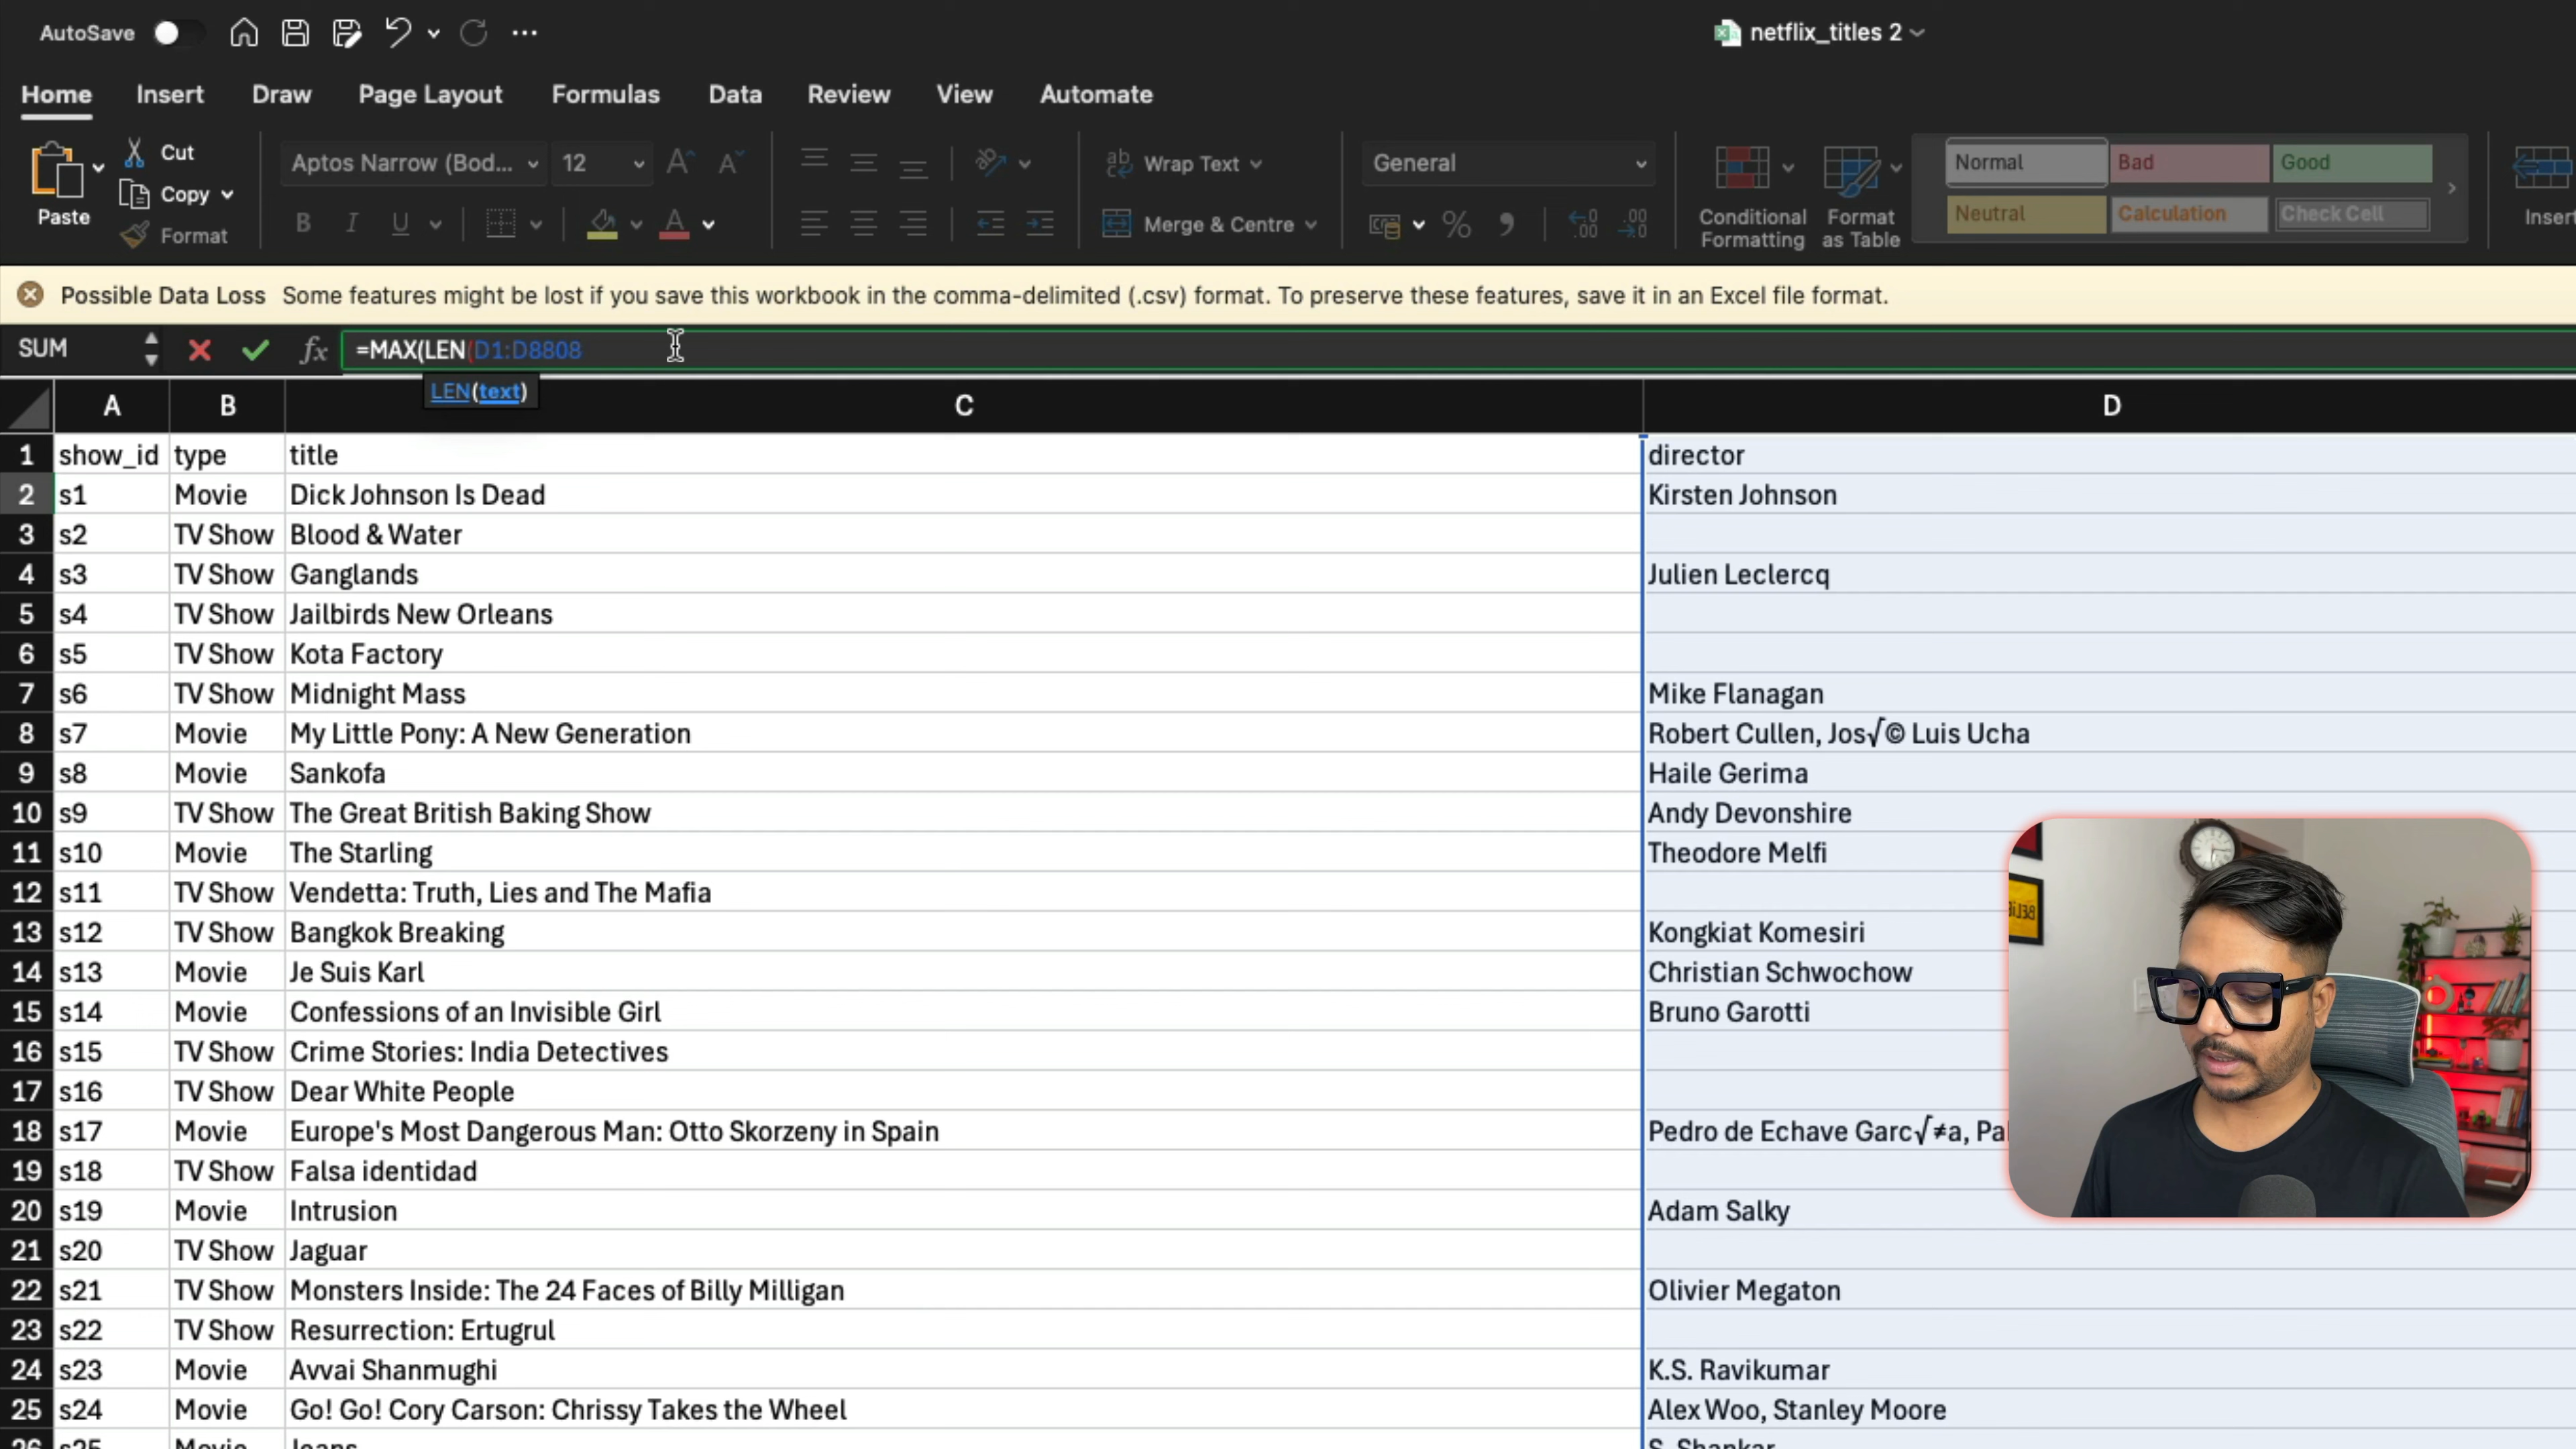 AutoSave netflix_titles 2
Home Insert Draw Page Layout Formulas Data Review View Automate
Paste Cut Copy Format
Aptos Narrow (Bod... 12
B I U A
Wrap Text
Merge & Centre
General
%
Conditional Formatting
Format as Table
Normal Bad Good
Neutral Calculation Check Cell
Insert
Possible Data Loss Some features might be lost if you save this workbook in the comma-delimited (.csv) format. To preserve these features, save it in an Excel file format.
SUM fx =MAX(LEN(D1:D8808
LEN(text)
A B C D
1 show_id type title director
2 s1 Movie Dick Johnson Is Dead Kirsten Johnson
3 s2 TV Show Blood & Water
4 s3 TV Show Ganglands Julien Leclercq
5 s4 TV Show Jailbirds New Orleans
6 s5 TV Show Kota Factory
7 s6 TV Show Midnight Mass Mike Flanagan
8 s7 Movie My Little Pony: A New Generation Robert Cullen, Jos√© Luis Ucha
9 s8 Movie Sankofa Haile Gerima
10 s9 TV Show The Great British Baking Show Andy Devonshire
11 s10 Movie The Starling Theodore Melfi
12 s11 TV Show Vendetta: Truth, Lies and The Mafia
13 s12 TV Show Bangkok Breaking Kongkiat Komesiri
14 s13 Movie Je Suis Karl Christian Schwochow
15 s14 Movie Confessions of an Invisible Girl Bruno Garotti
16 s15 TV Show Crime Stories: India Detectives
17 s16 TV Show Dear White People
18 s17 Movie Europe's Most Dangerous Man: Otto Skorzeny in Spain Pedro de Echave Garc√≠a,
19 s18 TV Show Falsa identidad
20 s19 Movie Intrusion Adam Salky
21 s20 TV Show Jaguar
22 s21 TV Show Monsters Inside: The 24 Faces of Billy Milligan Olivier Megaton
23 s22 TV Show Resurrection: Ertugrul
24 s23 Movie Avvai Shanmughi K.S. Ravikumar
25 s24 Movie Go! Go! Cory Carson: Chrissy Takes the Wheel Alex Woo, Stanley Moore
26 s25 Movie Jeans S. Shankar